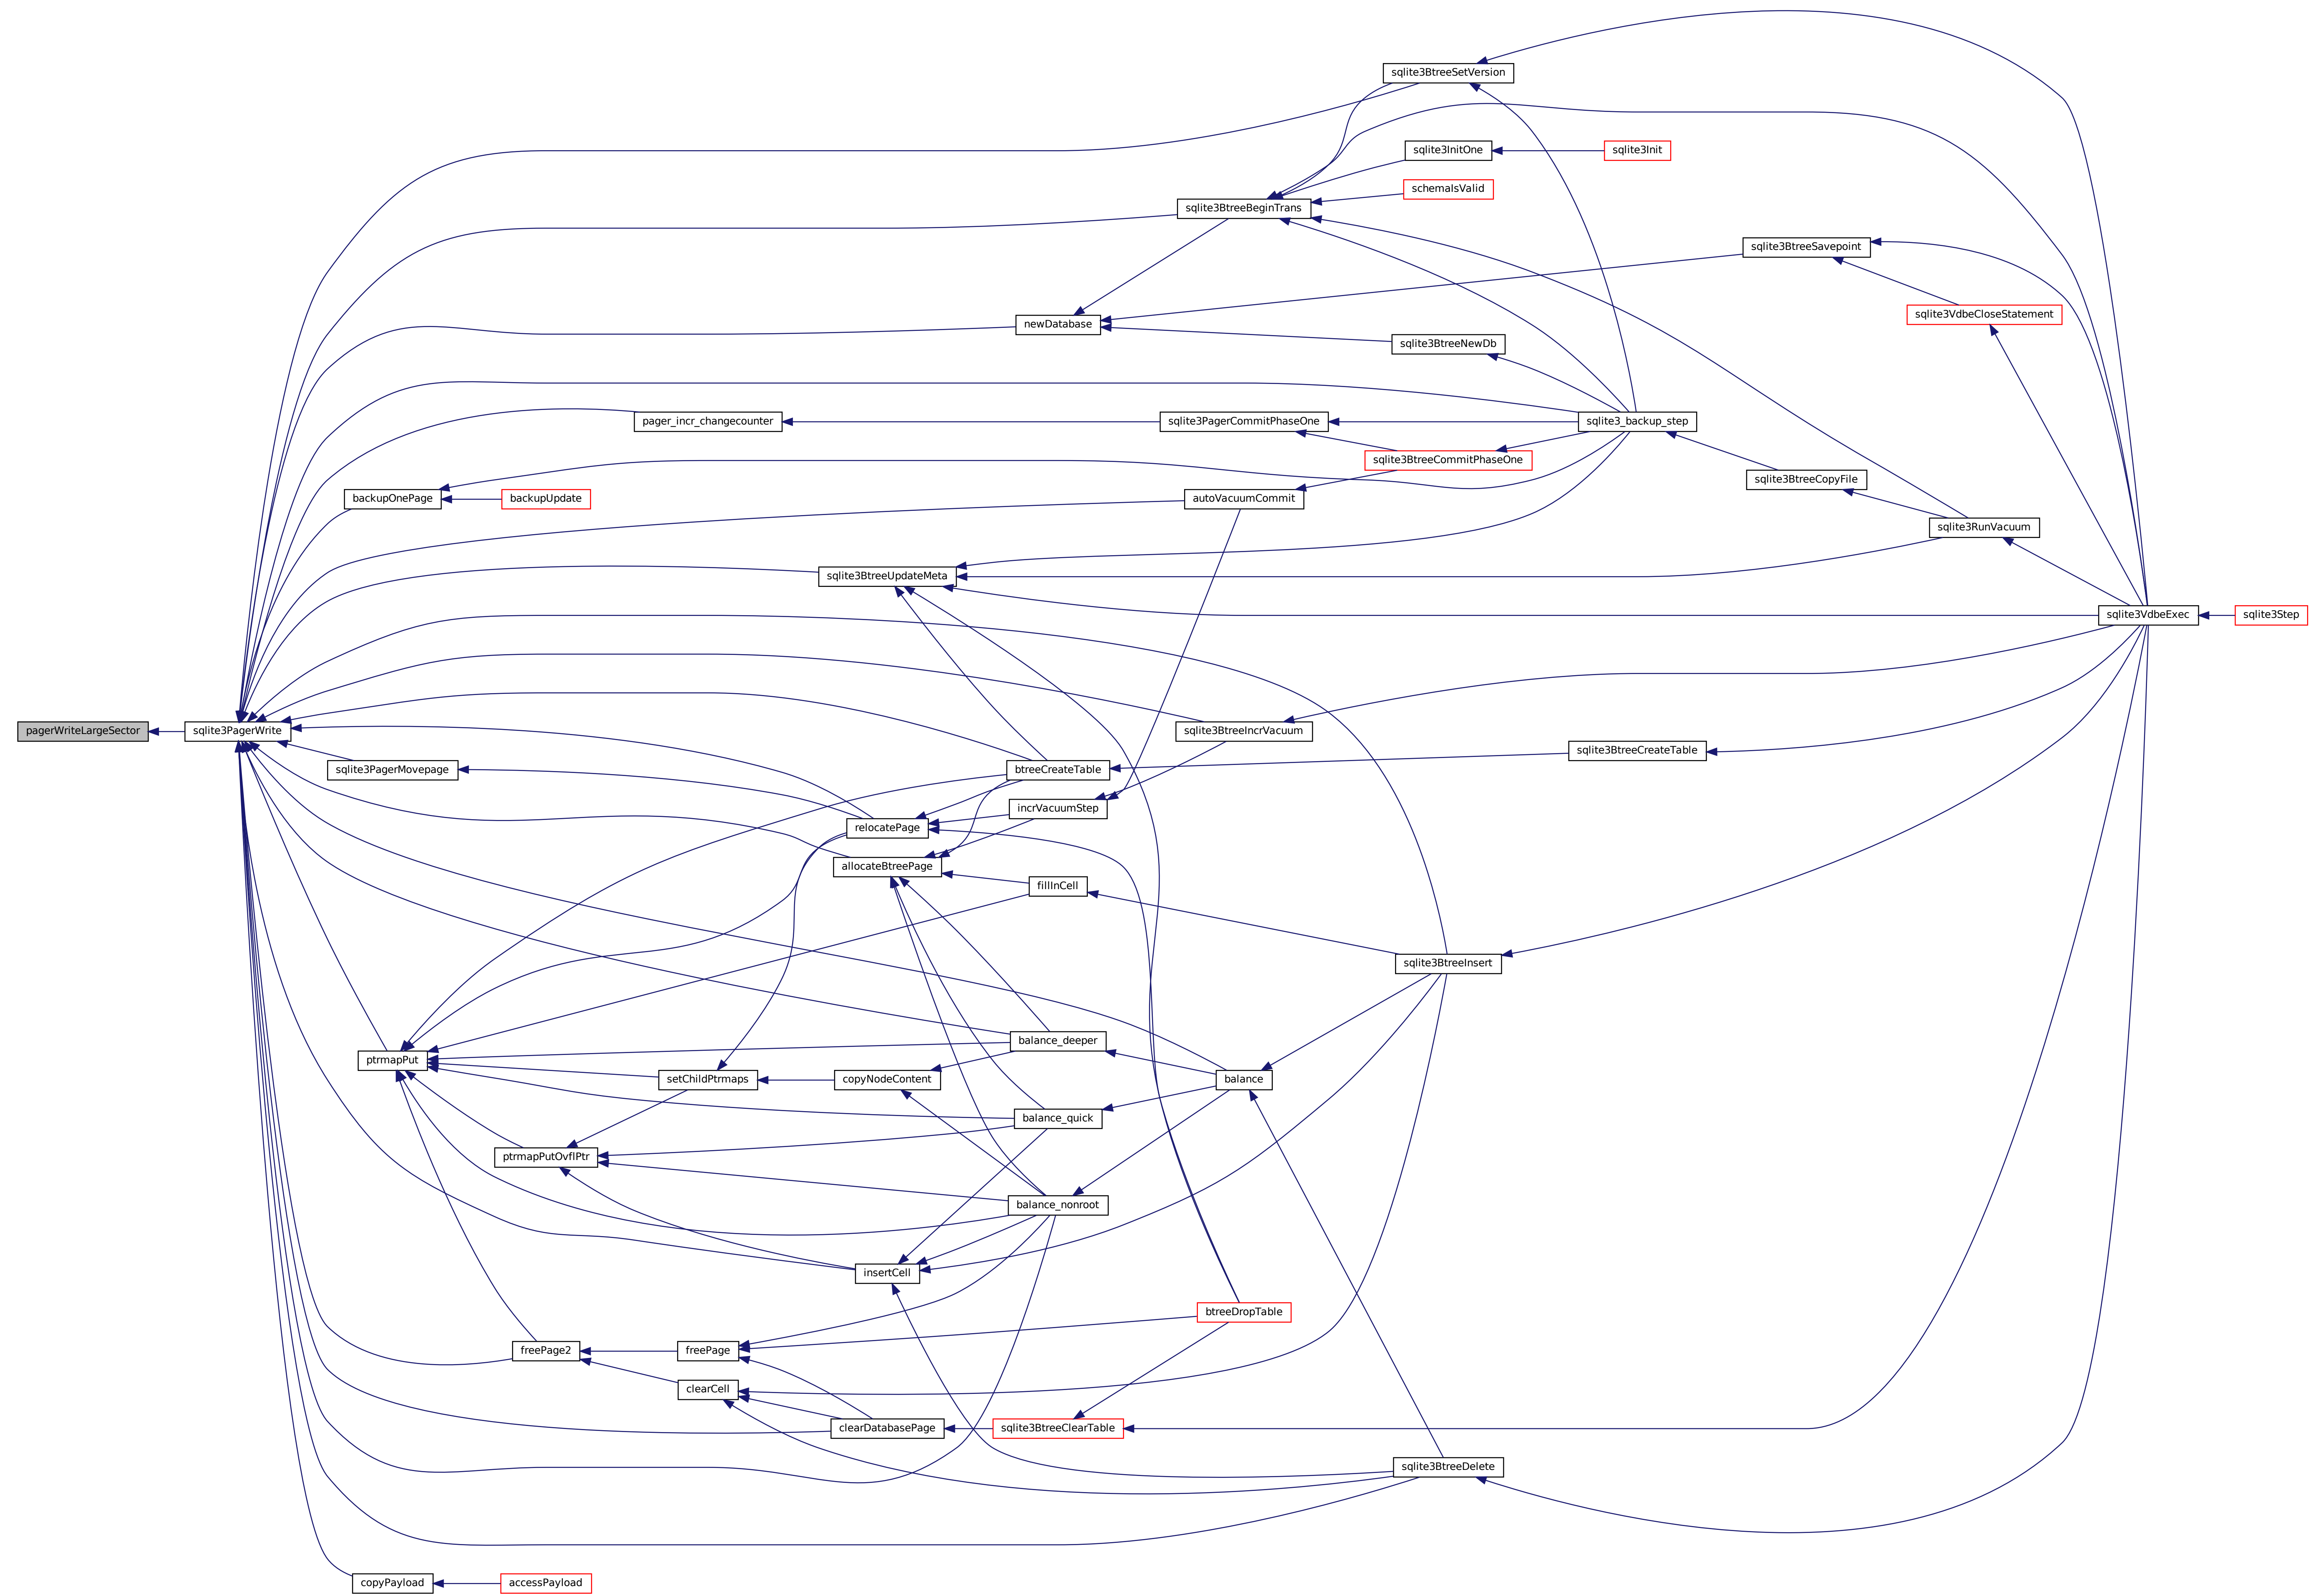 sqlite3BtreeSetVersion
sqlite3InitOne
sqlite3Init
schemaIsValid
sqlite3BtreeBeginTrans
sqlite3BtreeSavepoint
sqlite3VdbeCloseStatement
newDatabase
sqlite3BtreeNewDb
pager_incr_changecounter
sqlite3PagerCommitPhaseOne
sqlite3_backup_step
sqlite3BtreeCommitPhaseOne
sqlite3BtreeCopyFile
backupOnePage
backupUpdate
autoVacuumCommit
sqlite3RunVacuum
sqlite3BtreeUpdateMeta
sqlite3VdbeExec
sqlite3Step
pagerWriteLargeSector
sqlite3PagerWrite
sqlite3BtreeIncrVacuum
sqlite3BtreeCreateTable
sqlite3PagerMovepage
btreeCreateTable
incrVacuumStep
relocatePage
allocateBtreePage
fillInCell
sqlite3BtreeInsert
balance_deeper
ptrmapPut
setChildPtrmaps
copyNodeContent
balance
balance_quick
ptrmapPutOvflPtr
balance_nonroot
insertCell
btreeDropTable
freePage2
freePage
clearCell
clearDatabasePage
sqlite3BtreeClearTable
sqlite3BtreeDelete
copyPayload
accessPayload